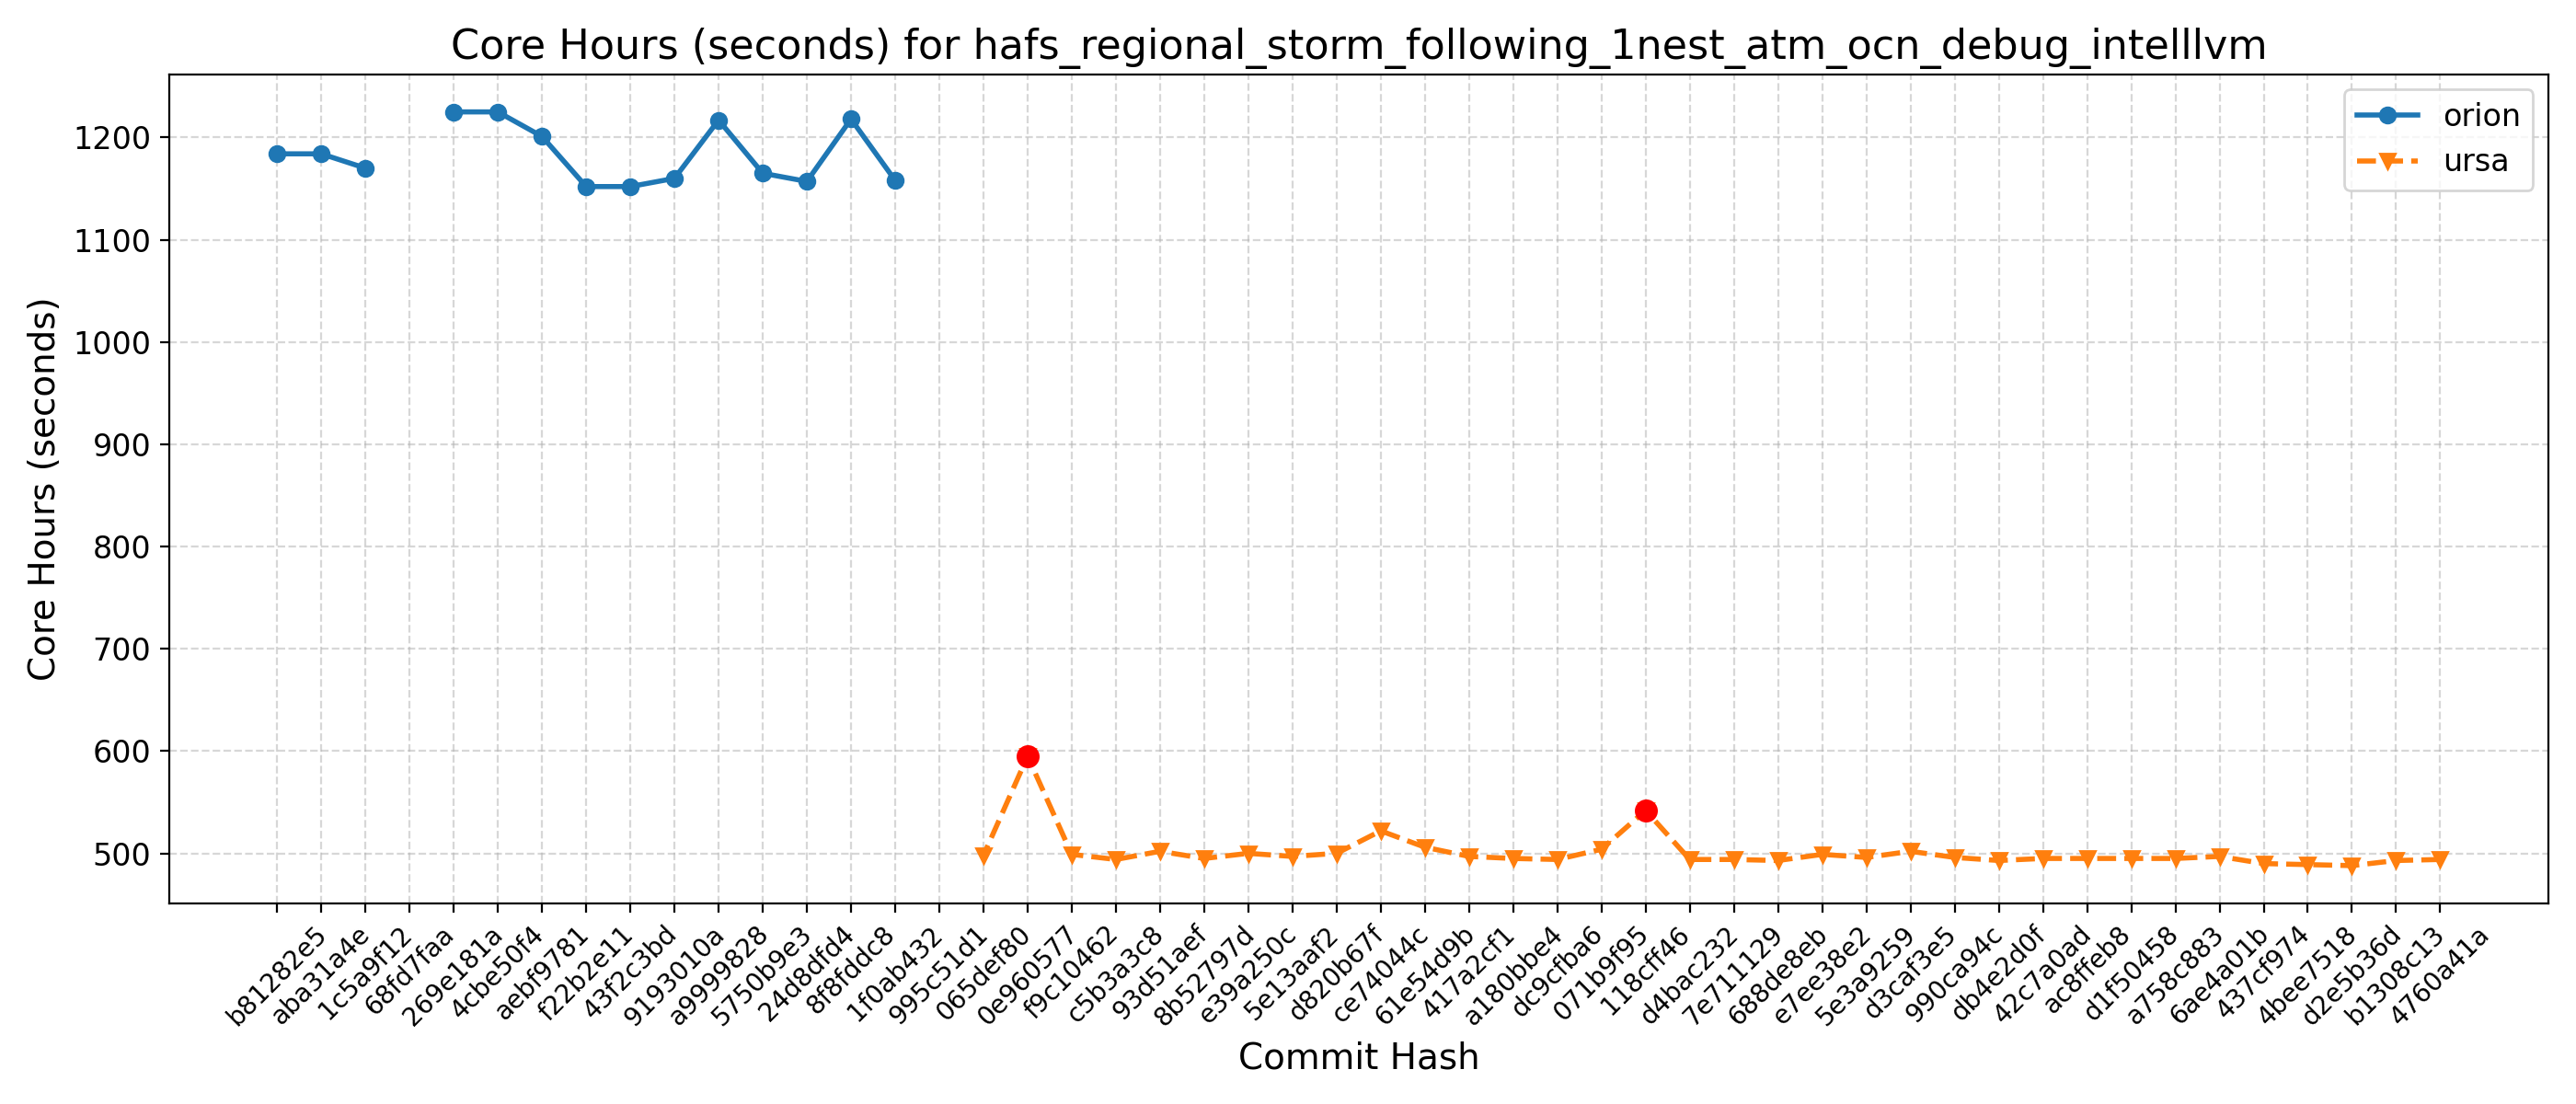 Core Hours (seconds) for hafs_regional_storm_following_1nest_atm_ocn_debug_intelllvm
orion
ursa
Core Hours (seconds)
1200
1100
1000
900
800
700
600
500
b81282e5
aba31a4e
1c5a9f12
68fd7faa
269e181a
4cbe50f4
aebf9781
f22b2e11
43f2c3bd
9193010a
a9999828
5750b9e3
24d8dfd4
8f8fddc8
1f0ab432
995c51d1
065def80
0e960577
f9c10462
c5b3a3c8
93d51aef
8b52797d
e39a250c
5e13aaf2
d820b67f
ce74044c
61e54d9b
417a2cf1
a180bbe4
dc9cfba6
071b9f95
118cff46
d4bac232
7e711129
688de8eb
e7ee38e2
5e3a9259
d3caf3e5
990ca94c
db4e2d0f
42c7a0ad
ac8ffeb8
d1f50458
a758c883
6ae4a01b
437cf974
4bee7518
d2e5b36d
b1308c13
4760a41a
Commit Hash